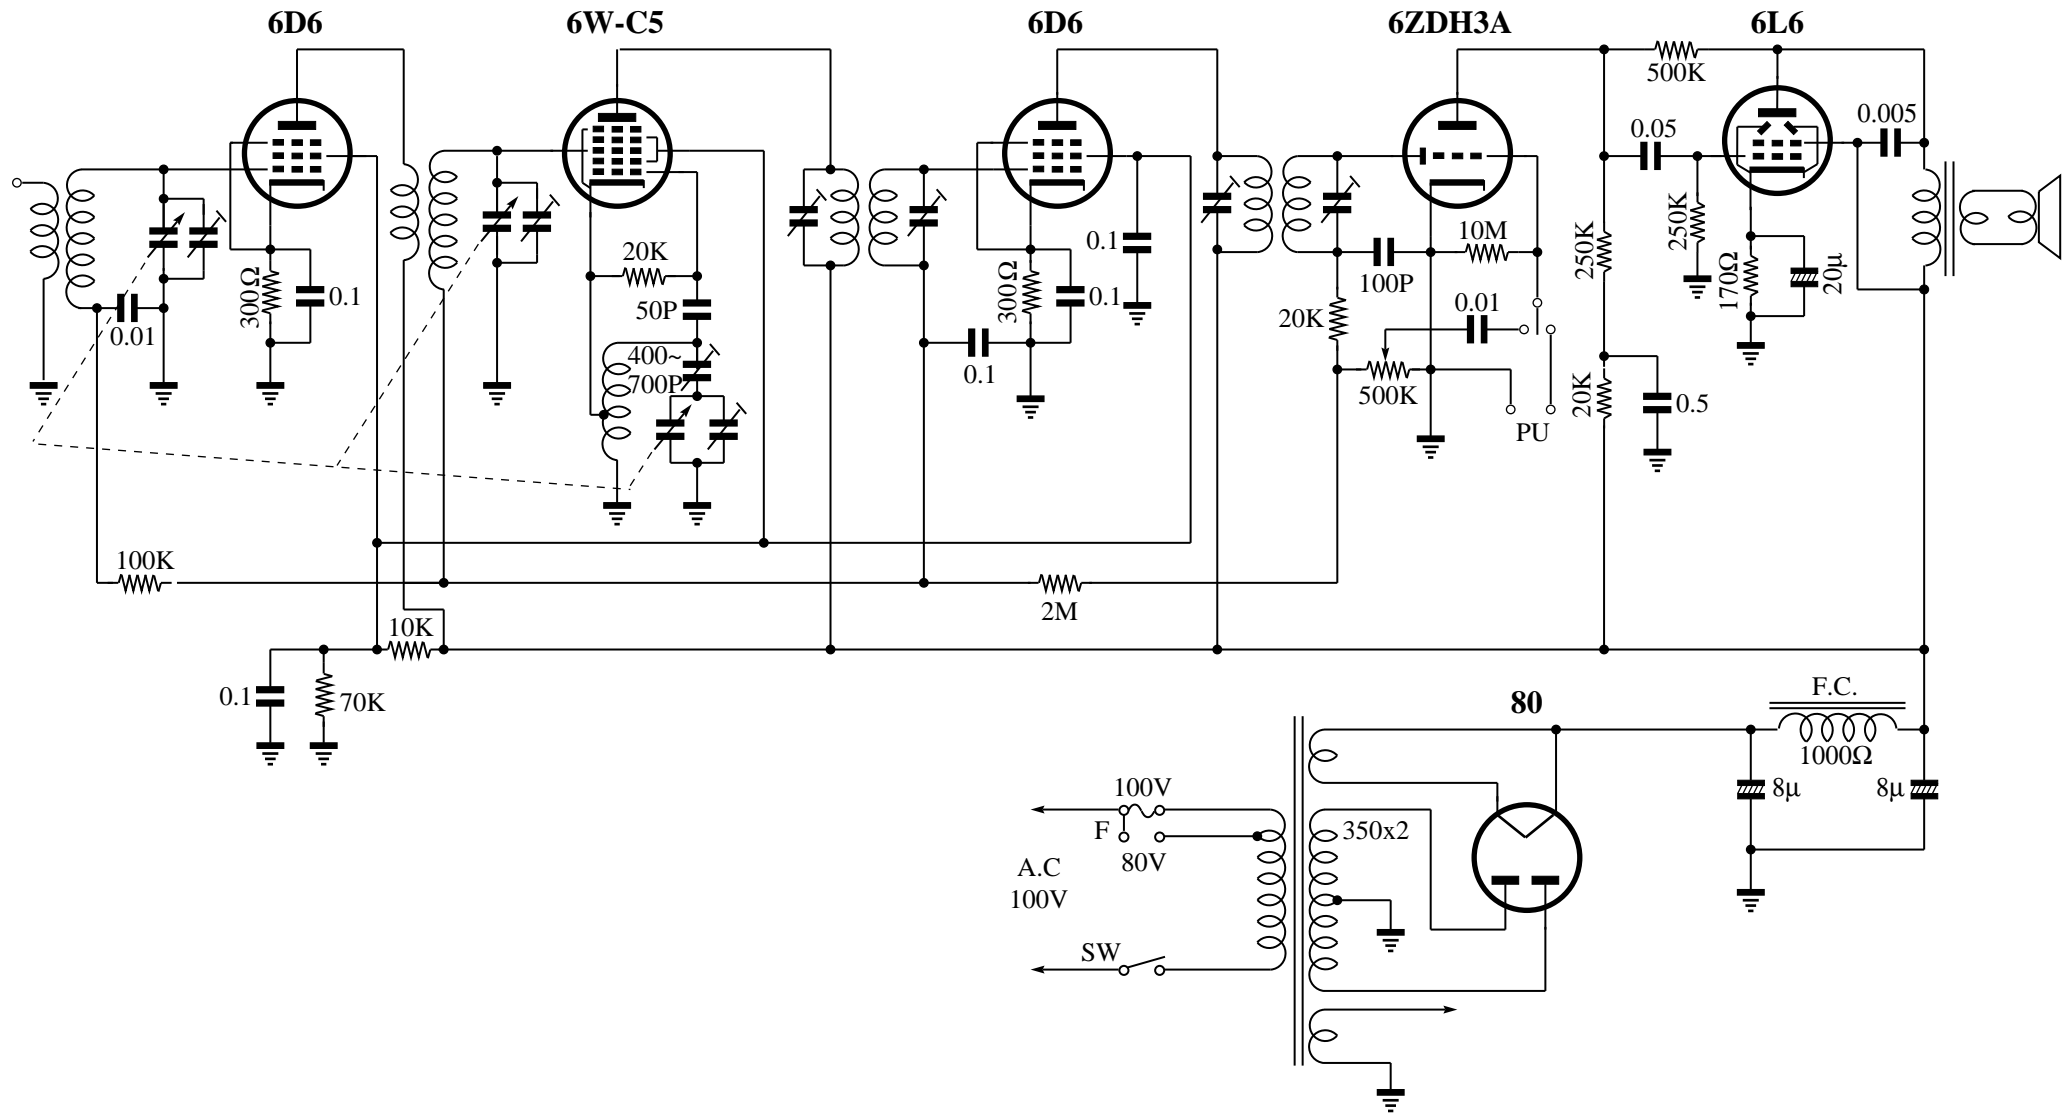 6D6
6W-C5
6D6
6ZDH3A
6L6
500K
0.005
0.05
20K
0.1
10M
250K
250K
300Ω
0.1
50P
300Ω
0.1
100P
0.01
170Ω
20μ
0.01
400~
700P
0.1
20K
500K
20K
0.5
PU
100K
2M
10K
0.1
70K
80
F.C.
1000Ω
100V
8μ
8μ
F
80V
350x2
A.C
100V
SW